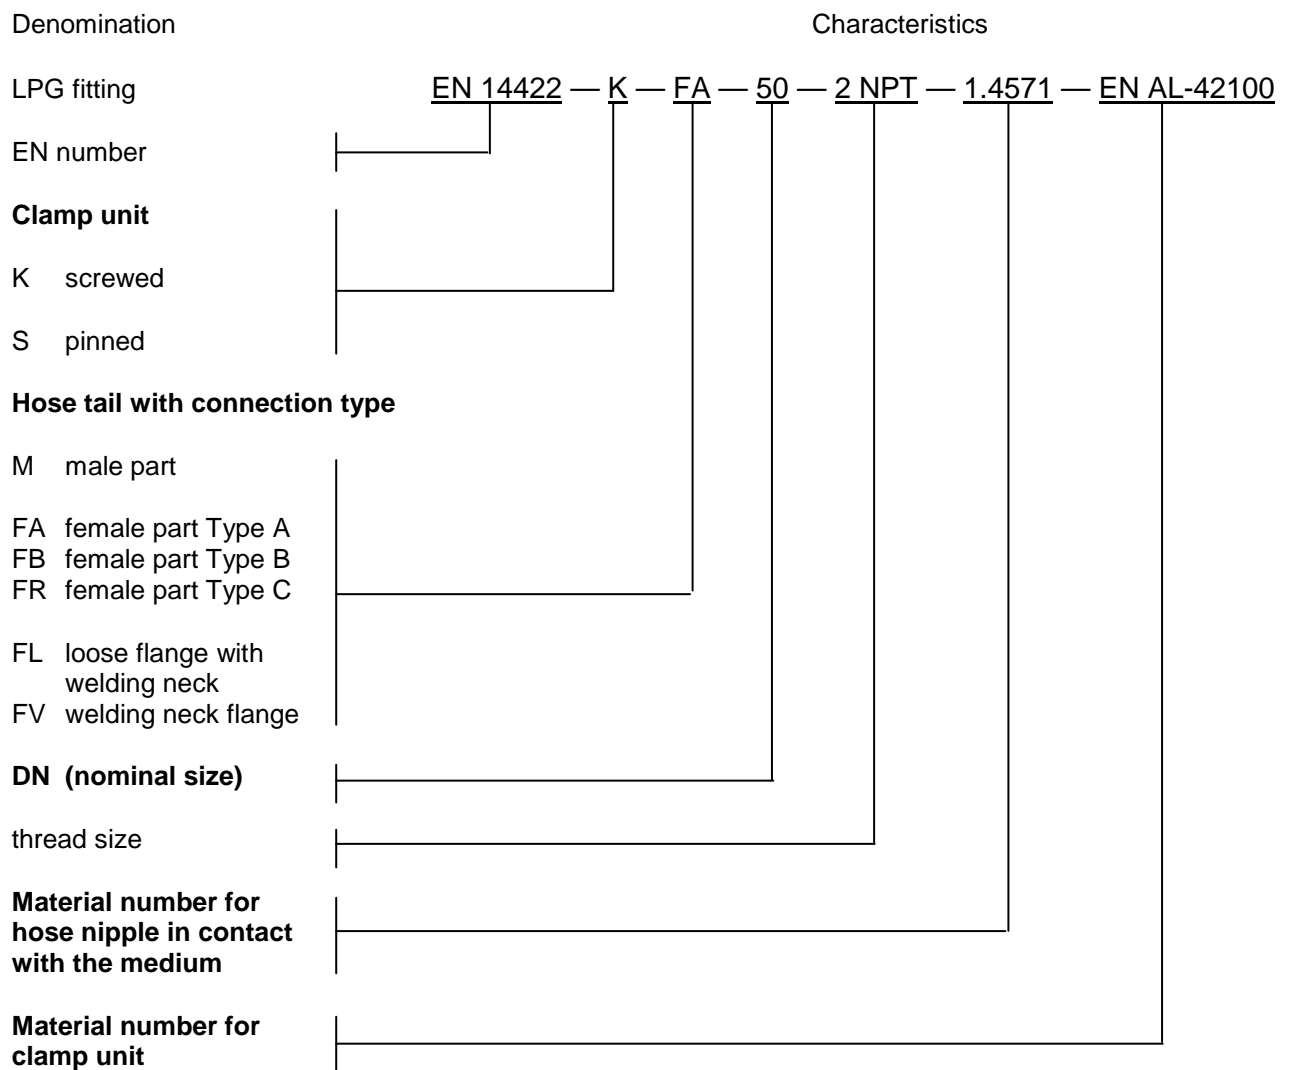 Denomination Characteristics
LPG fitting EN 14422 — K — FA — 50 — 2 NPT — 1.4571 — EN AL-42100
EN number
Clamp unit
K screwed
S pinned
Hose tail with connection type
M male part
FA female part Type A
FB female part Type B
FR female part Type C
FL loose flange with
welding neck
FV welding neck flange
DN (nominal size)
thread size
Material number for
hose nipple in contact
with the medium
Material number for
clamp unit